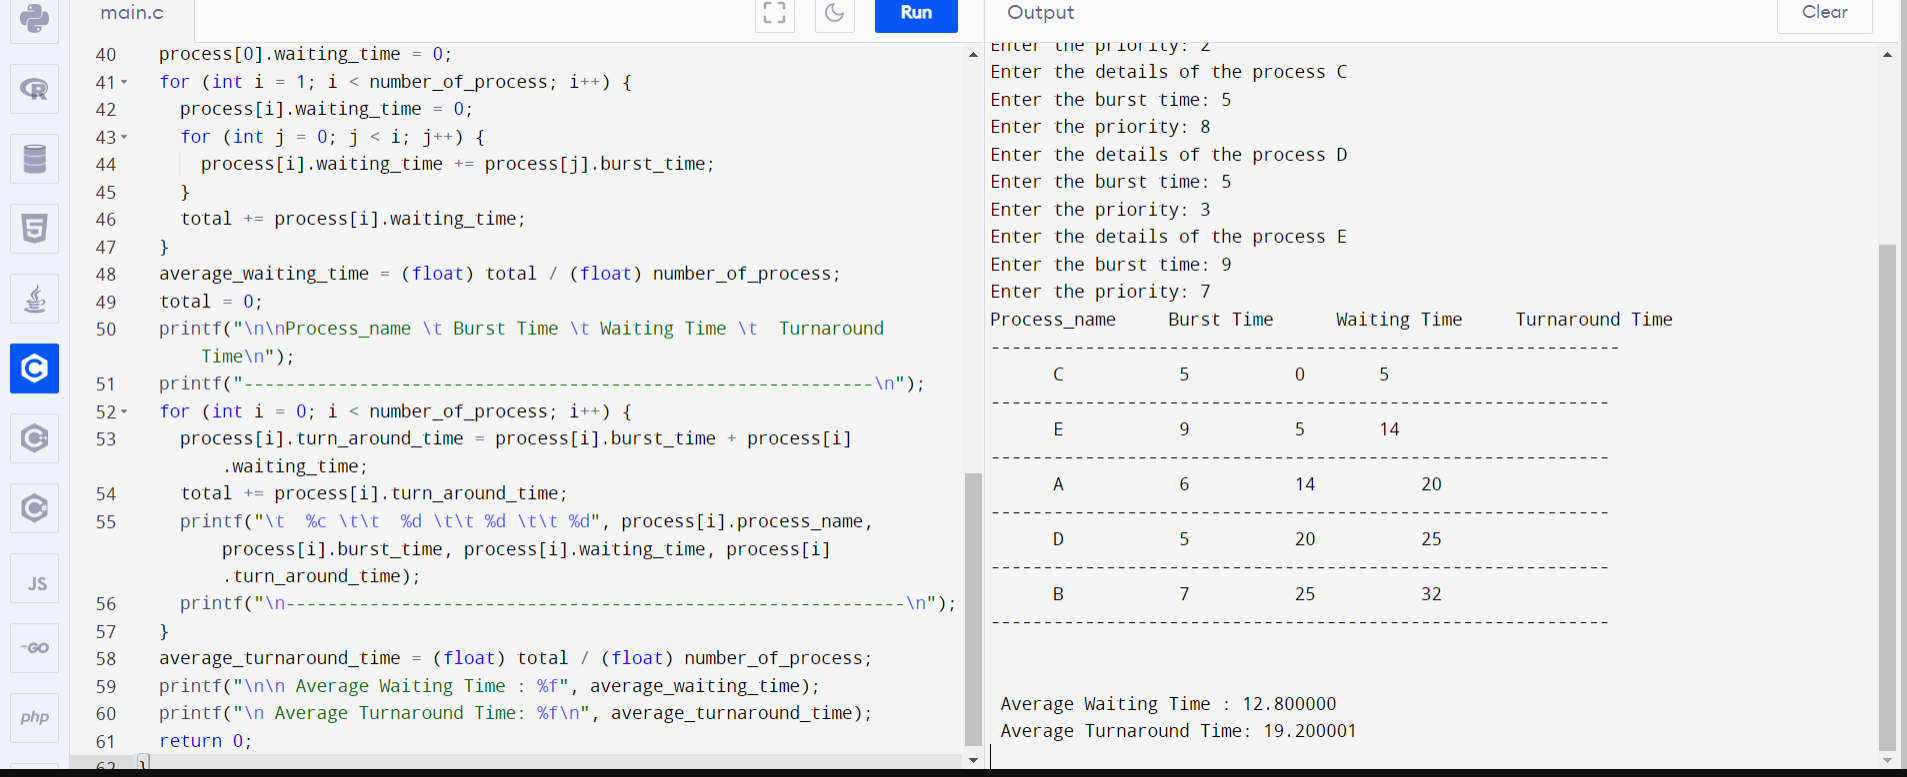 main.c
Run
40 process[0].waiting_time = 0;
41 for (int i = 1; i < number_of_process; i++) {
42 process[i].waiting_time = 0;
43 for (int j = 0; j < i; j++) {
44 process[i].waiting_time += process[j].burst_time;
45 }
46 total += process[i].waiting_time;
47 }
48 average_waiting_time = (float) total / (float) number_of_process;
49 total = 0;
50 printf("\n\nProcess_name \t Burst Time \t Waiting Time \t  Turnaround
Time\n");
51 printf("------------------------------------------------------------\n");
52 for (int i = 0; i < number_of_process; i++) {
53 process[i].turn_around_time = process[i].burst_time + process[i]
.waiting_time;
54 total += process[i].turn_around_time;
55 printf("\t  %c \t\t  %d \t\t %d \t\t %d", process[i].process_name,
process[i].burst_time, process[i].waiting_time, process[i]
.turn_around_time);
56 printf("\n-----------------------------------------------------------\n");
57 }
58 average_turnaround_time = (float) total / (float) number_of_process;
59 printf("\n\n Average Waiting Time : %f", average_waiting_time);
60 printf("\n Average Turnaround Time: %f\n", average_turnaround_time);
61 return 0;
62 }
JS
GO
php
Output
Clear
Enter the priority: 2
Enter the details of the process C
Enter the burst time: 5
Enter the priority: 8
Enter the details of the process D
Enter the burst time: 5
Enter the priority: 3
Enter the details of the process E
Enter the burst time: 9
Enter the priority: 7
Process_name Burst Time Waiting Time Turnaround Time
------------------------------------------------------------
C 5 0 5
-----------------------------------------------------------
E 9 5 14
-----------------------------------------------------------
A 6 14 20
-----------------------------------------------------------
D 5 20 25
-----------------------------------------------------------
B 7 25 32
-----------------------------------------------------------
Average Waiting Time : 12.800000
Average Turnaround Time: 19.200001